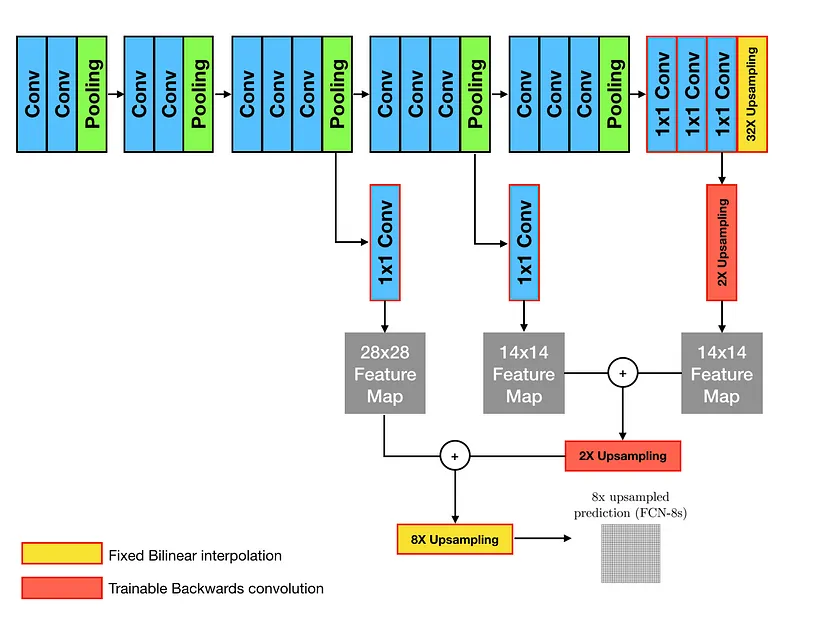 Conv
Conv
Pooling
Conv
Conv
Pooling
Conv
Conv
Conv
Pooling
Conv
Conv
Conv
Pooling
Conv
Conv
Conv
Pooling
1x1 Conv
1x1 Conv
1x1 Conv
32X Upsampling
1x1 Conv
1x1 Conv
2X Upsampling
28x28
Feature
Map
14x14
Feature
Map
+
14x14
Feature
Map
+
2X Upsampling
8x upsampled
prediction (FCN-8s)
8X Upsampling
Fixed Bilinear interpolation
Trainable Backwards convolution